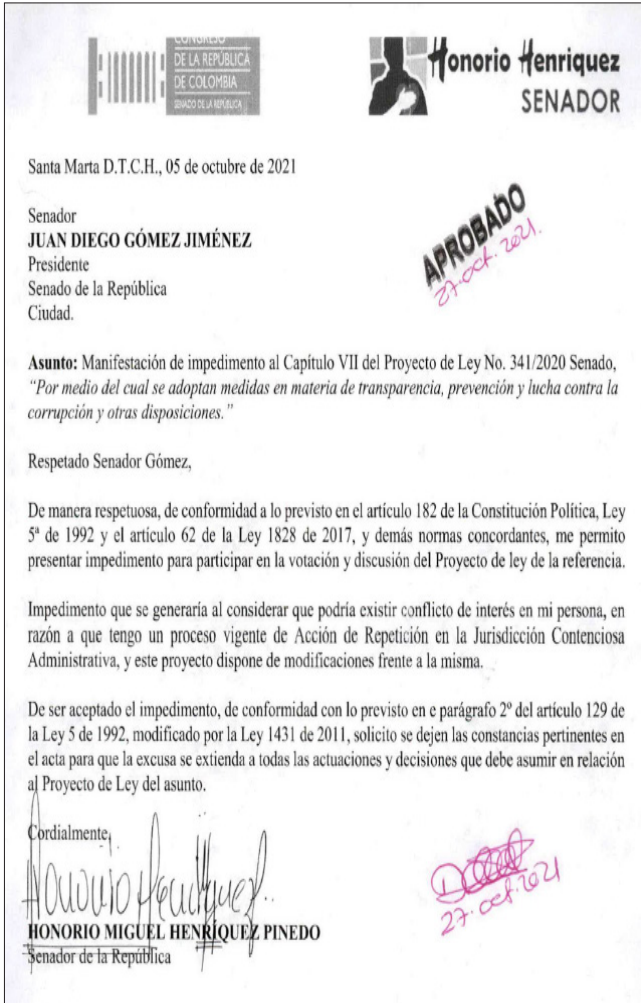 CONGRESO
DE LA REPÚBLICA
DE COLOMBIA
SENADO DE LA REPÚBLICA
Honorio Henriquez
SENADOR
Santa Marta D.T.C.H., 05 de octubre de 2021
Senador
JUAN DIEGO GÓMEZ JIMÉNEZ
Presidente
Senado de la República
Ciudad.
APROBADO
27. oct. 2021.
Asunto: Manifestación de impedimento al Capítulo VII del Proyecto de Ley No. 341/2020 Senado,
“Por medio del cual se adoptan medidas en materia de transparencia, prevención y lucha contra la
corrupción y otras disposiciones.”
Respetado Senador Gómez,
De manera respetuosa, de conformidad a lo previsto en el artículo 182 de la Constitución Política, Ley
5ª de 1992 y el artículo 62 de la Ley 1828 de 2017, y demás normas concordantes, me permito
presentar impedimento para participar en la votación y discusión del Proyecto de ley de la referencia.
Impedimento que se generaría al considerar que podría existir conflicto de interés en mi persona, en
razón a que tengo un proceso vigente de Acción de Repetición en la Jurisdicción Contenciosa
Administrativa, y este proyecto dispone de modificaciones frente a la misma.
De ser aceptado el impedimento, de conformidad con lo previsto en e parágrafo 2º del artículo 129 de
la Ley 5 de 1992, modificado por la Ley 1431 de 2011, solicito se dejen las constancias pertinentes en
el acta para que la excusa se extienda a todas las actuaciones y decisiones que debe asumir en relación
al Proyecto de Ley del asunto.
Cordialmente,
Honorio Henríquez
HONORIO MIGUEL HENRÍQUEZ PINEDO
Senador de la República
27. oct. 2021